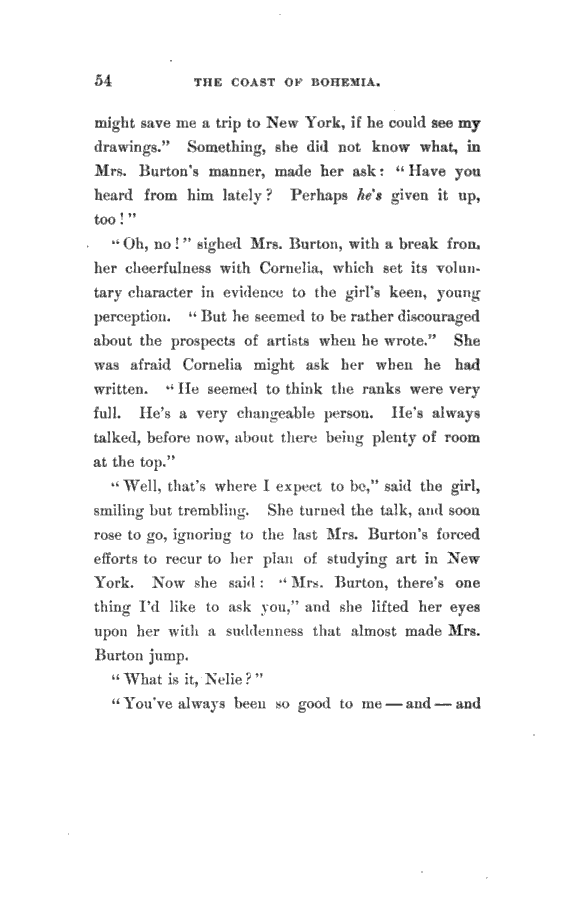 54 THE COAST OF BOHEMIA.
might save me a trip to New York, if he could see my
drawings." Something, she did not know what, in
Mrs. Burton's manner, made her ask: "Have you
heard from him lately? Perhaps he's given it up,
too!"
"Oh, no!" sighed Mrs. Burton, with a break from
her cheerfulness with Cornelia, which set its volun-
tary character in evidence to the girl's keen, young
perception. "But he seemed to be rather discouraged
about the prospects of artists when he wrote." She
was afraid Cornelia might ask her when he had
written. "He seemed to think the ranks were very
full. He's a very changeable person. He's always
talked, before now, about there being plenty of room
at the top."
"Well, that's where I expect to be," said the girl,
smiling but trembling. She turned the talk, and soon
rose to go, ignoring to the last Mrs. Burton's forced
efforts to recur to her plan of studying art in New
York. Now she said: "Mrs. Burton, there's one
thing I'd like to ask you," and she lifted her eyes
upon her with a suddenness that almost made Mrs.
Burton jump.
"What is it, Nelie?"
"You've always been so good to me — and — and